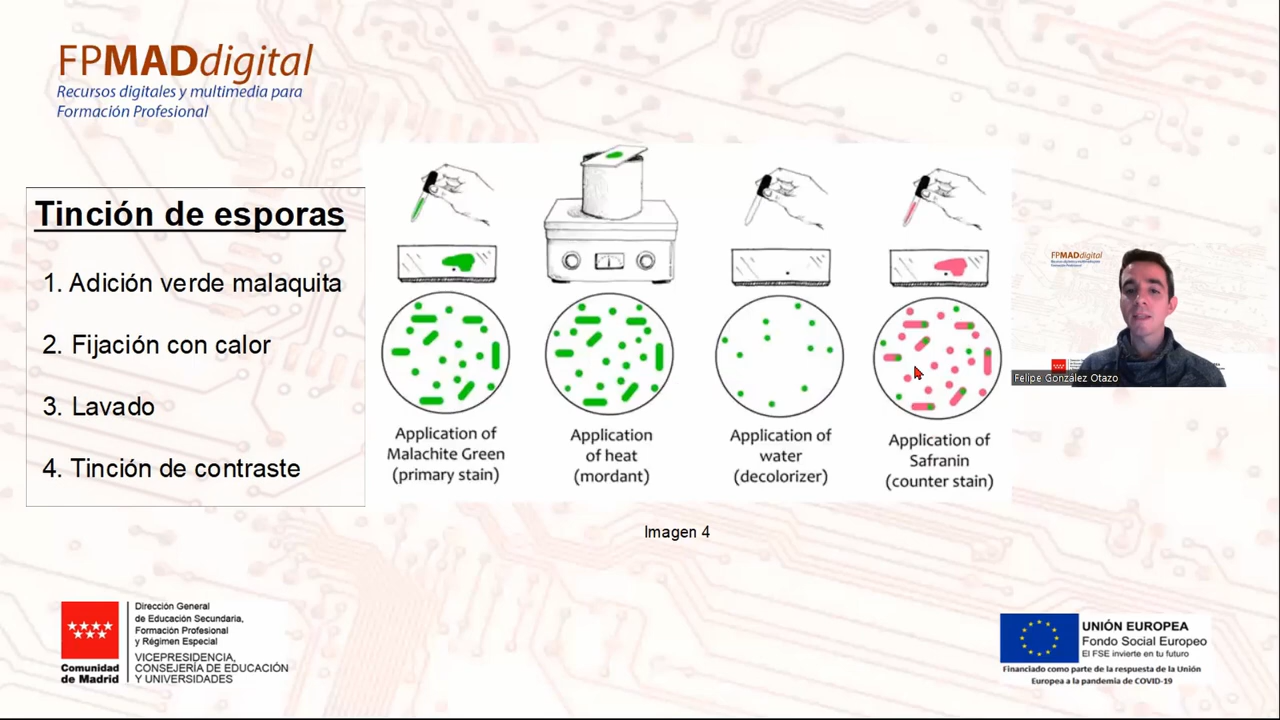 FPMADdigital
Recursos digitales y multimedia para
Formación Profesional
Tinción de esporas
1. Adición verde malaquita
2. Fijación con calor
3. Lavado
4. Tinción de contraste
Application of
Malachite Green
(primary stain)
Application
of heat
(mordant)
Application of
water
(decolorizer)
Application of
Safranin
(counter stain)
Imagen 4
FPMADdigital
Felipe González Otazo
Comunidad
de Madrid
Dirección General
de Educación Secundaria,
Formación Profesional
y Régimen Especial
VICEPRESIDENCIA,
CONSEJERÍA DE EDUCACIÓN
Y UNIVERSIDADES
UNIÓN EUROPEA
Fondo Social Europeo
El FSE invierte en tu futuro
Financiado como parte de la respuesta de la Unión
Europea a la pandemia de COVID-19